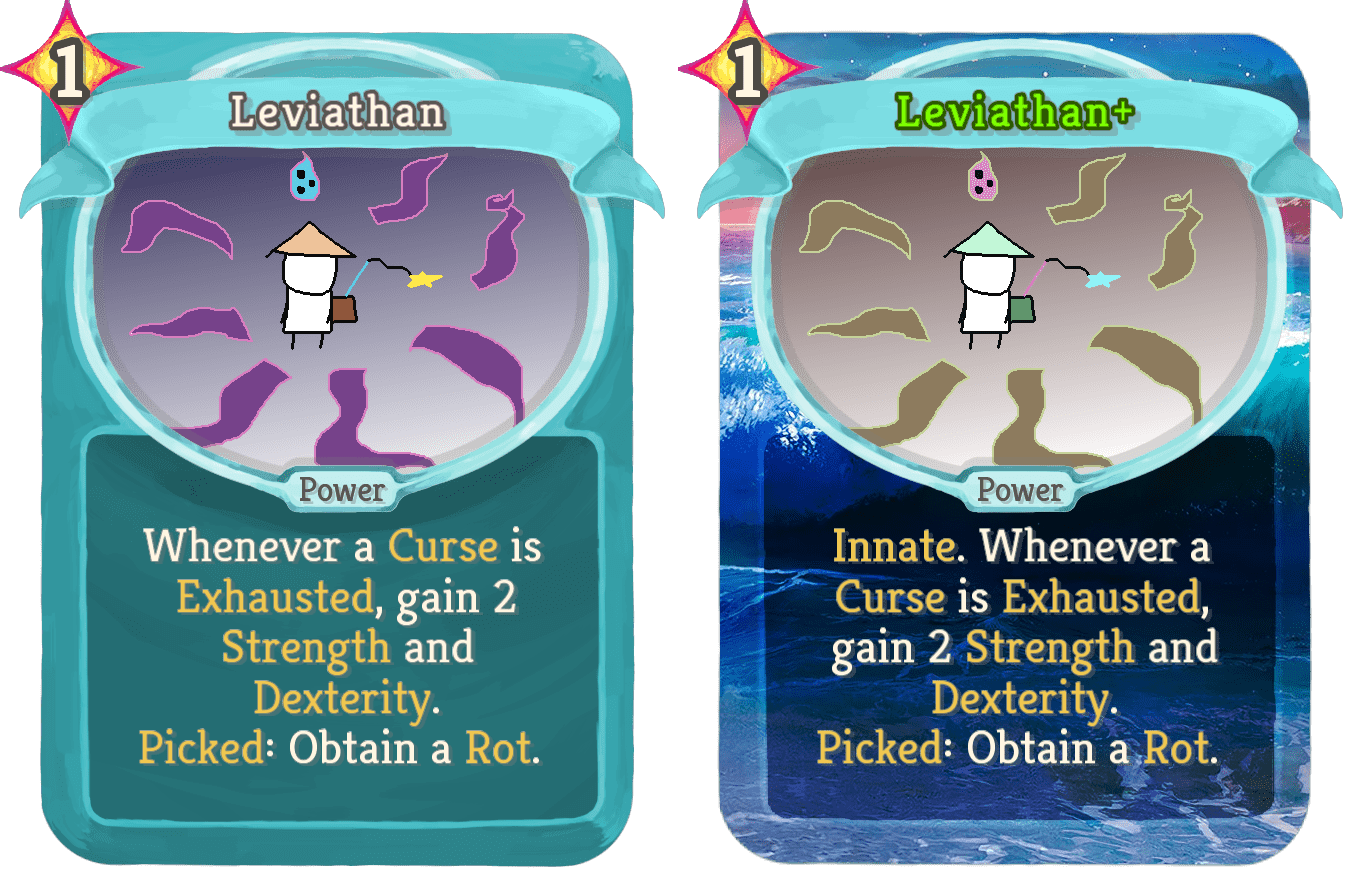 1
Leviathan
Power
Whenever a Curse is
Exhausted, gain 2
Strength and
Dexterity.
Picked: Obtain a Rot.
1
Leviathan+
Power
Innate. Whenever a
Curse is Exhausted,
gain 2 Strength and
Dexterity.
Picked: Obtain a Rot.